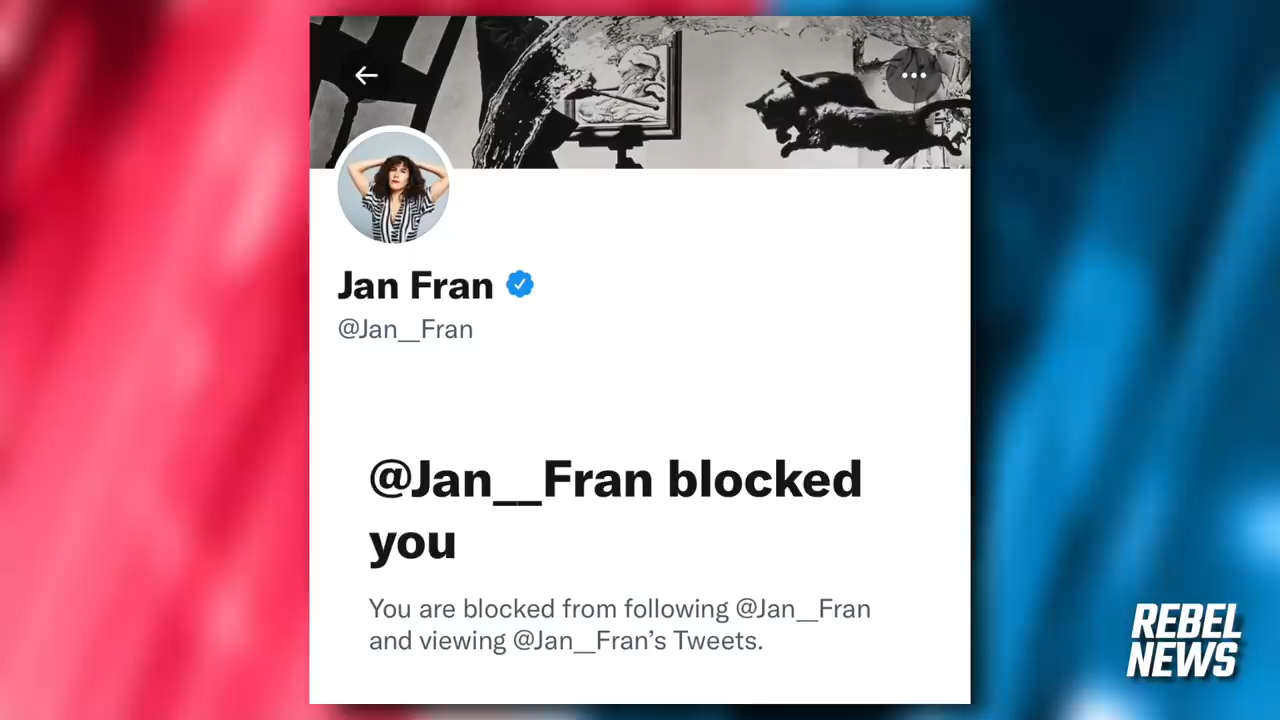 Jan Fran
@Jan__Fran
@Jan__Fran blocked
you
You are blocked from following @Jan__Fran
and viewing @Jan__Fran’s Tweets.
REBEL
NEWS